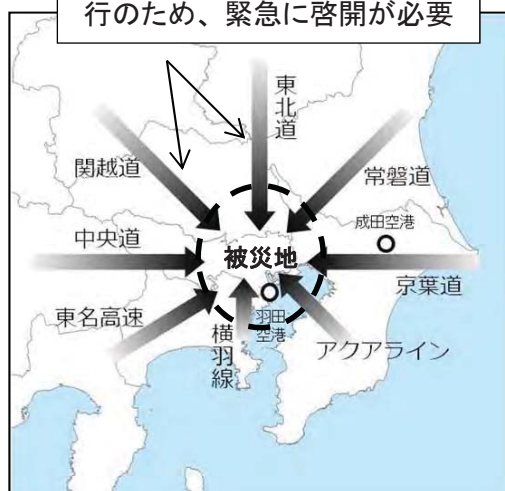 行のため、緊急に啓開が必要
東北道
関越道
常磐道
成田空港
中央道
被災地
京葉道
東名高速
羽田
空港
横羽線
アクアライン